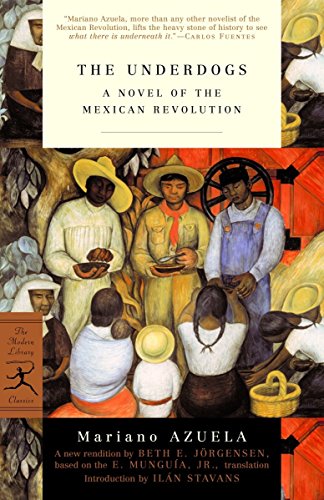 "Mariano Azuela, more than any other novelist of the
Mexican Revolution, lifts the heavy stone of history to see
what there is underneath it."—CARLOS FUENTES
THE UNDERDOGS
A NOVEL OF THE
MEXICAN REVOLUTION
The Modern
Library
Classics
Mariano AZUELA
A new rendition by BETH E. JÖRGENSEN,
based on the E. MUNGUÍA, JR., translation
Introduction by ILÁN STAVANS